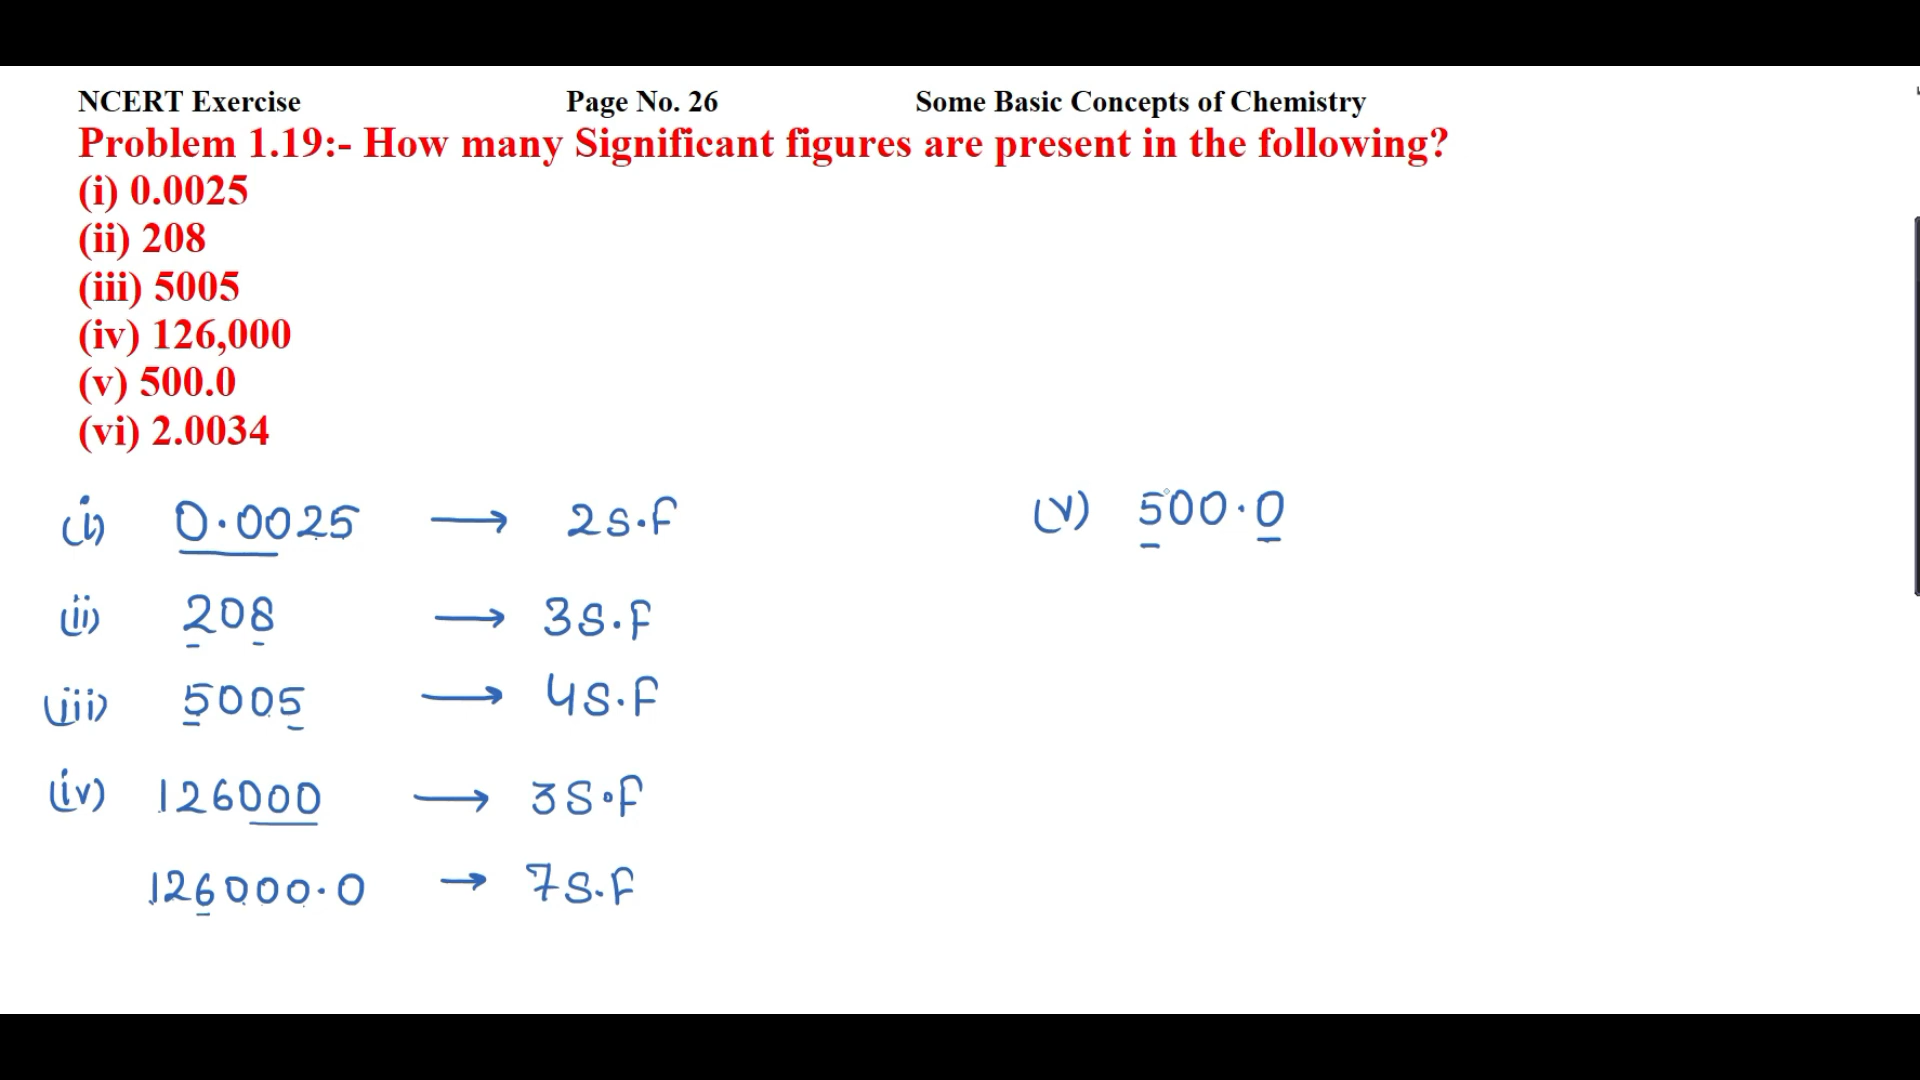 NCERT Exercise Page No. 26 Some Basic Concepts of Chemistry
Problem 1.19:- How many Significant figures are present in the following?
(i) 0.0025
(ii) 208
(iii) 5005
(iv) 126,000
(v) 500.0
(vi) 2.0034
(i) 0.0025 → 2S.F
(ii) 208 → 3S.F
(iii) 5005 → 4S.F
(iv) 126000 → 3S.F
126000.0 → 7S.F
(v) 500.0